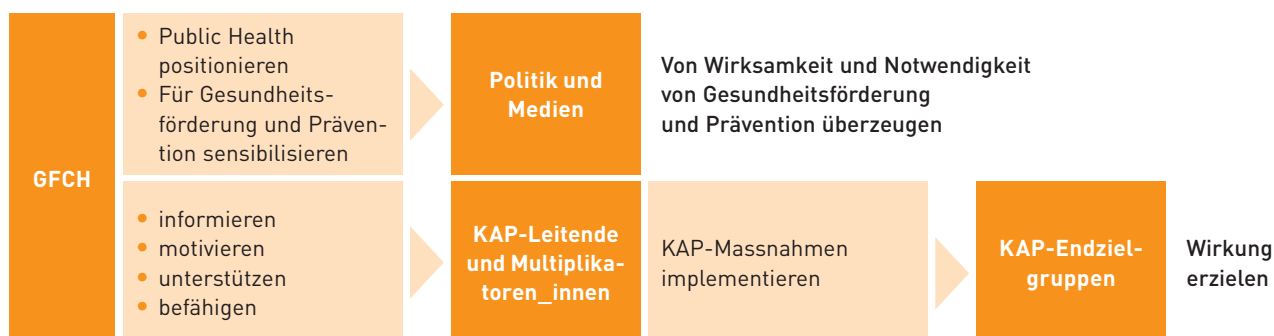 GFCH
• Public Health
positionieren
• Für Gesundheits-
förderung und Präven-
tion sensibilisieren
Politik und
Medien
Von Wirksamkeit und Notwendigkeit
von Gesundheitsförderung
und Prävention überzeugen
• informieren
• motivieren
• unterstützen
• befähigen
KAP-Leitende
und Multiplika-
toren_innen
KAP-Massnahmen
implementieren
KAP-Endziel-
gruppen
Wirkung
erzielen